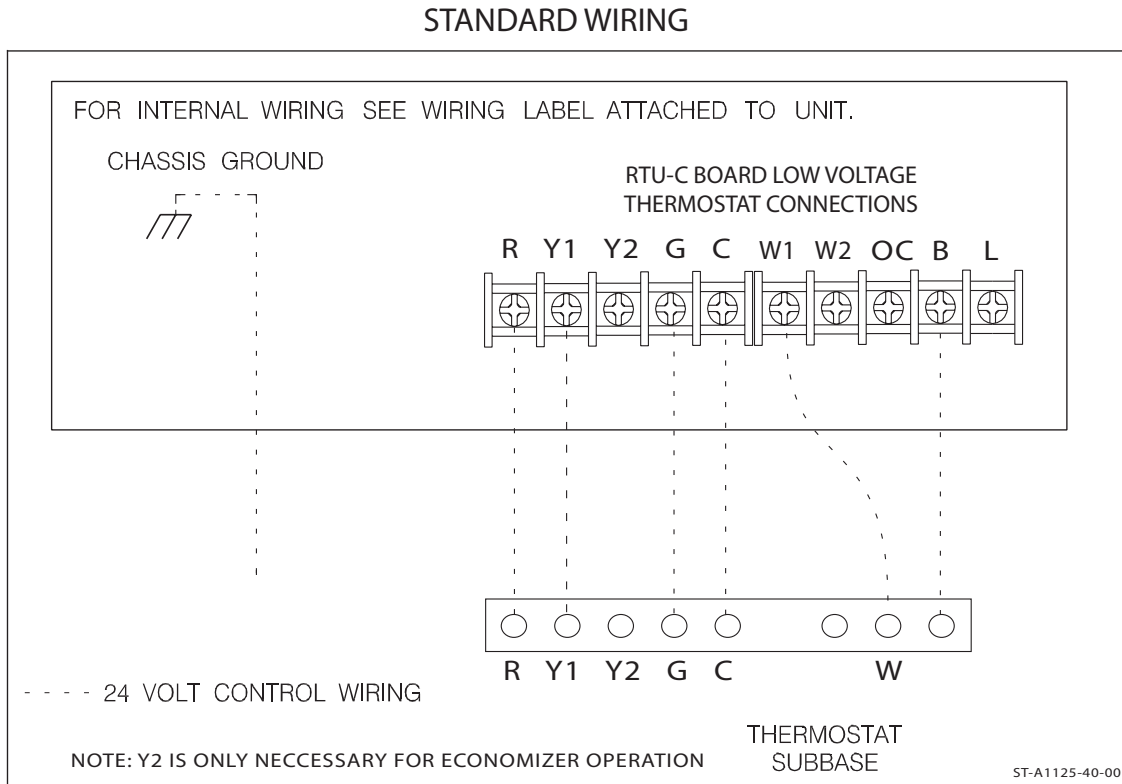 STANDARD WIRING
FOR INTERNAL WIRING SEE WIRING LABEL ATTACHED TO UNIT.
CHASSIS GROUND
RTU-C BOARD LOW VOLTAGE
THERMOSTAT CONNECTIONS
R Y1 Y2 G C W1 W2 OC B L
R Y1 Y2 G C W
- - - - 24 VOLT CONTROL WIRING
THERMOSTAT
SUBBASE
NOTE: Y2 IS ONLY NECCESSARY FOR ECONOMIZER OPERATION
ST-A1125-40-00